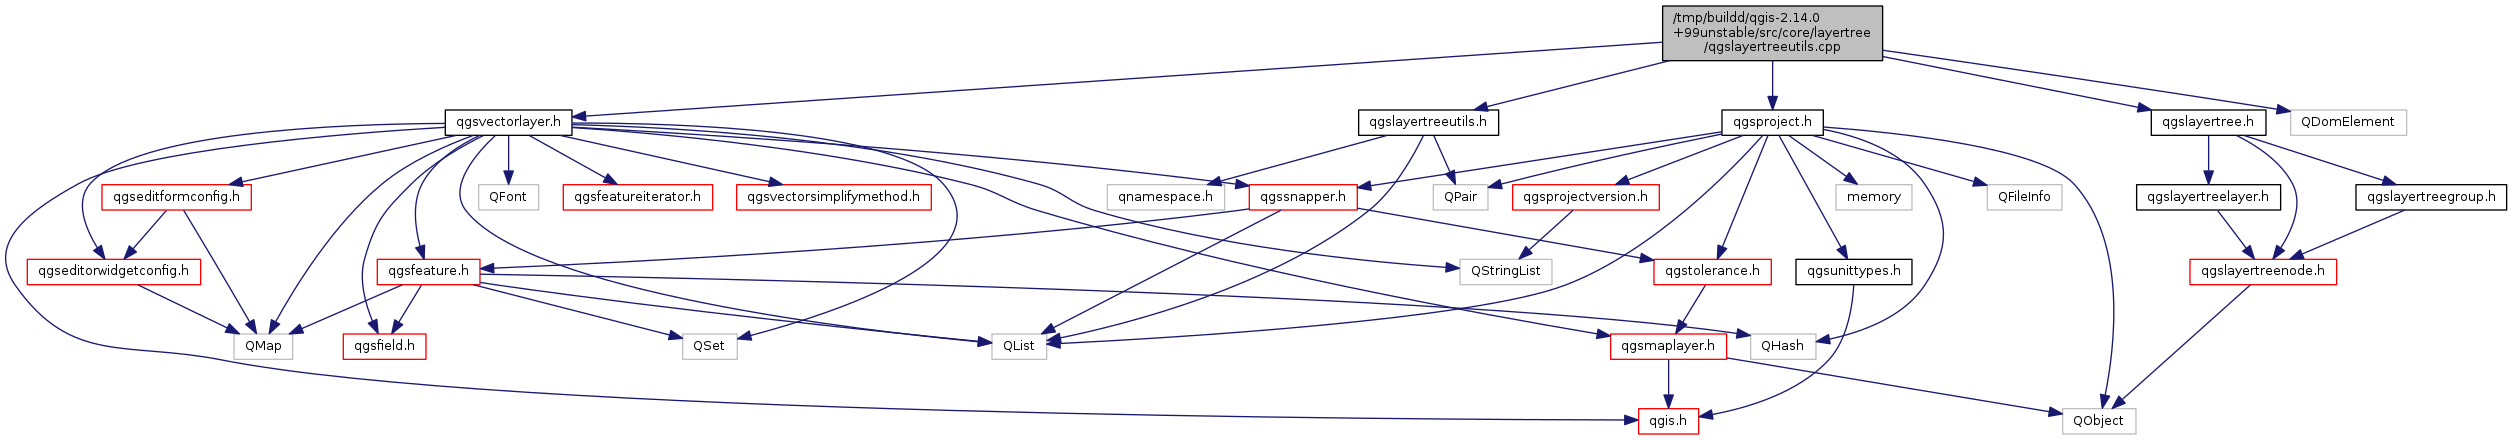 /tmp/buildd/qgis-2.14.0
+99unstable/src/core/layertree
/qgslayertreeutils.cpp
qgsvectorlayer.h
qgslayertreeutils.h
qgsproject.h
qgslayertree.h
QDomElement
qgseditformconfig.h
QFont
qgsfeatureiterator.h
qgsvectorsimplifymethod.h
qnamespace.h
qgssnapper.h
QPair
qgsprojectversion.h
memory
QFileInfo
qgslayertreelayer.h
qgslayertreegroup.h
qgseditorwidgetconfig.h
qgsfeature.h
QStringList
qgstolerance.h
qgsunittypes.h
qgslayertreenode.h
QMap
qgsfield.h
QSet
QList
qgsmaplayer.h
QHash
qgis.h
QObject